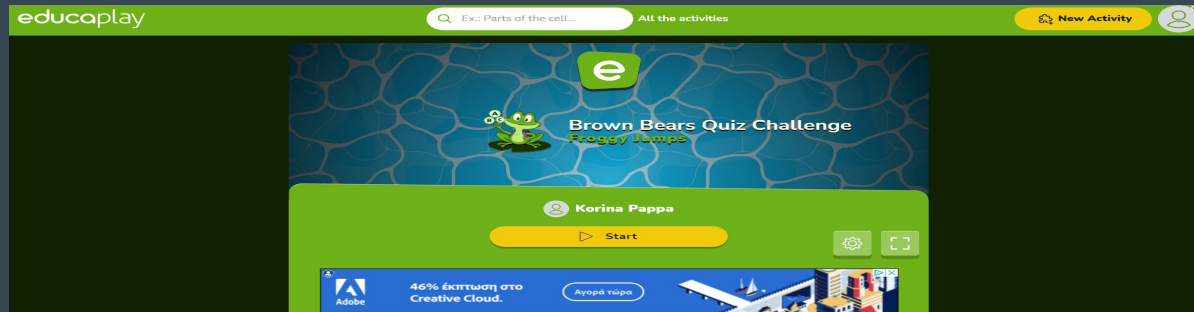 educaplay
Ex.: Parts of the cell...
All the activities
New Activity
e
A
B C
Brown Bears Quiz Challenge
Froggy Jumps
Korina Pappa
Start
Adobe
46% έκπτωση στο
Creative Cloud.
Αγορά τώρα